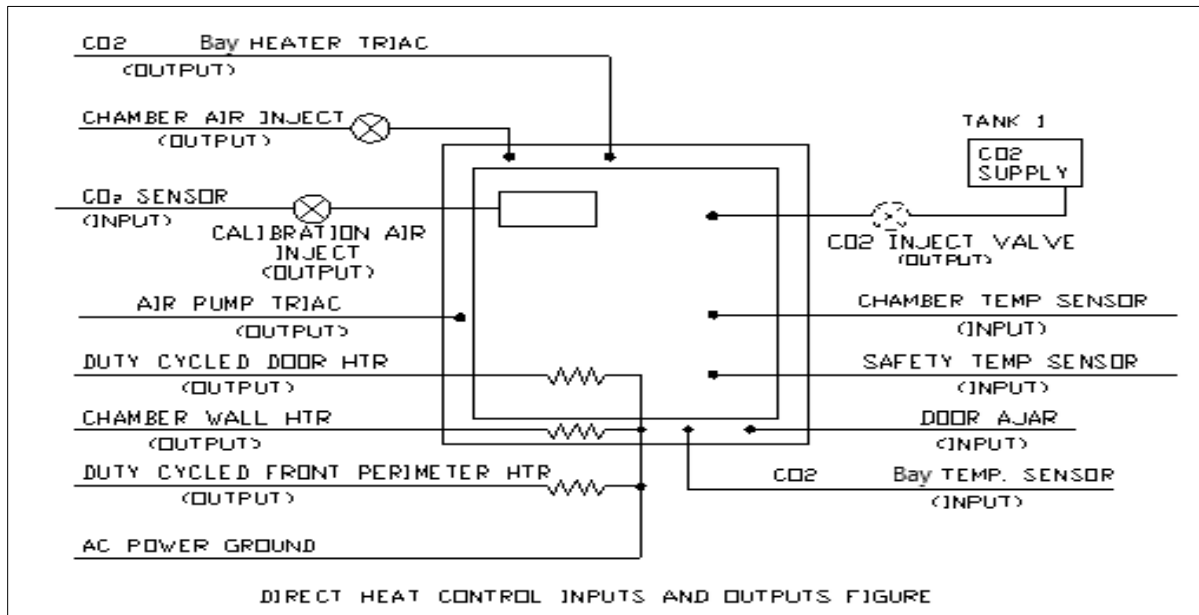 CO2 Bay HEATER TRIAC
(OUTPUT)
CHAMBER AIR INJECT
(OUTPUT)
TANK 1
CO2
SUPPLY
CO₂ SENSOR
(INPUT)
CALIBRATION AIR
INJECT
(OUTPUT)
CO2 INJECT VALVE
(OUTPUT)
AIR PUMP TRIAC
(OUTPUT)
CHAMBER TEMP SENSOR
(INPUT)
DUTY CYCLED DOOR HTR
(OUTPUT)
SAFETY TEMP SENSOR
(INPUT)
CHAMBER WALL HTR
(OUTPUT)
DOOR AJAR
(INPUT)
DUTY CYCLED FRONT PERIMETER HTR
(OUTPUT)
CO2 Bay TEMP. SENSOR
(INPUT)
AC POWER GROUND
DIRECT HEAT CONTROL INPUTS AND OUTPUTS FIGURE